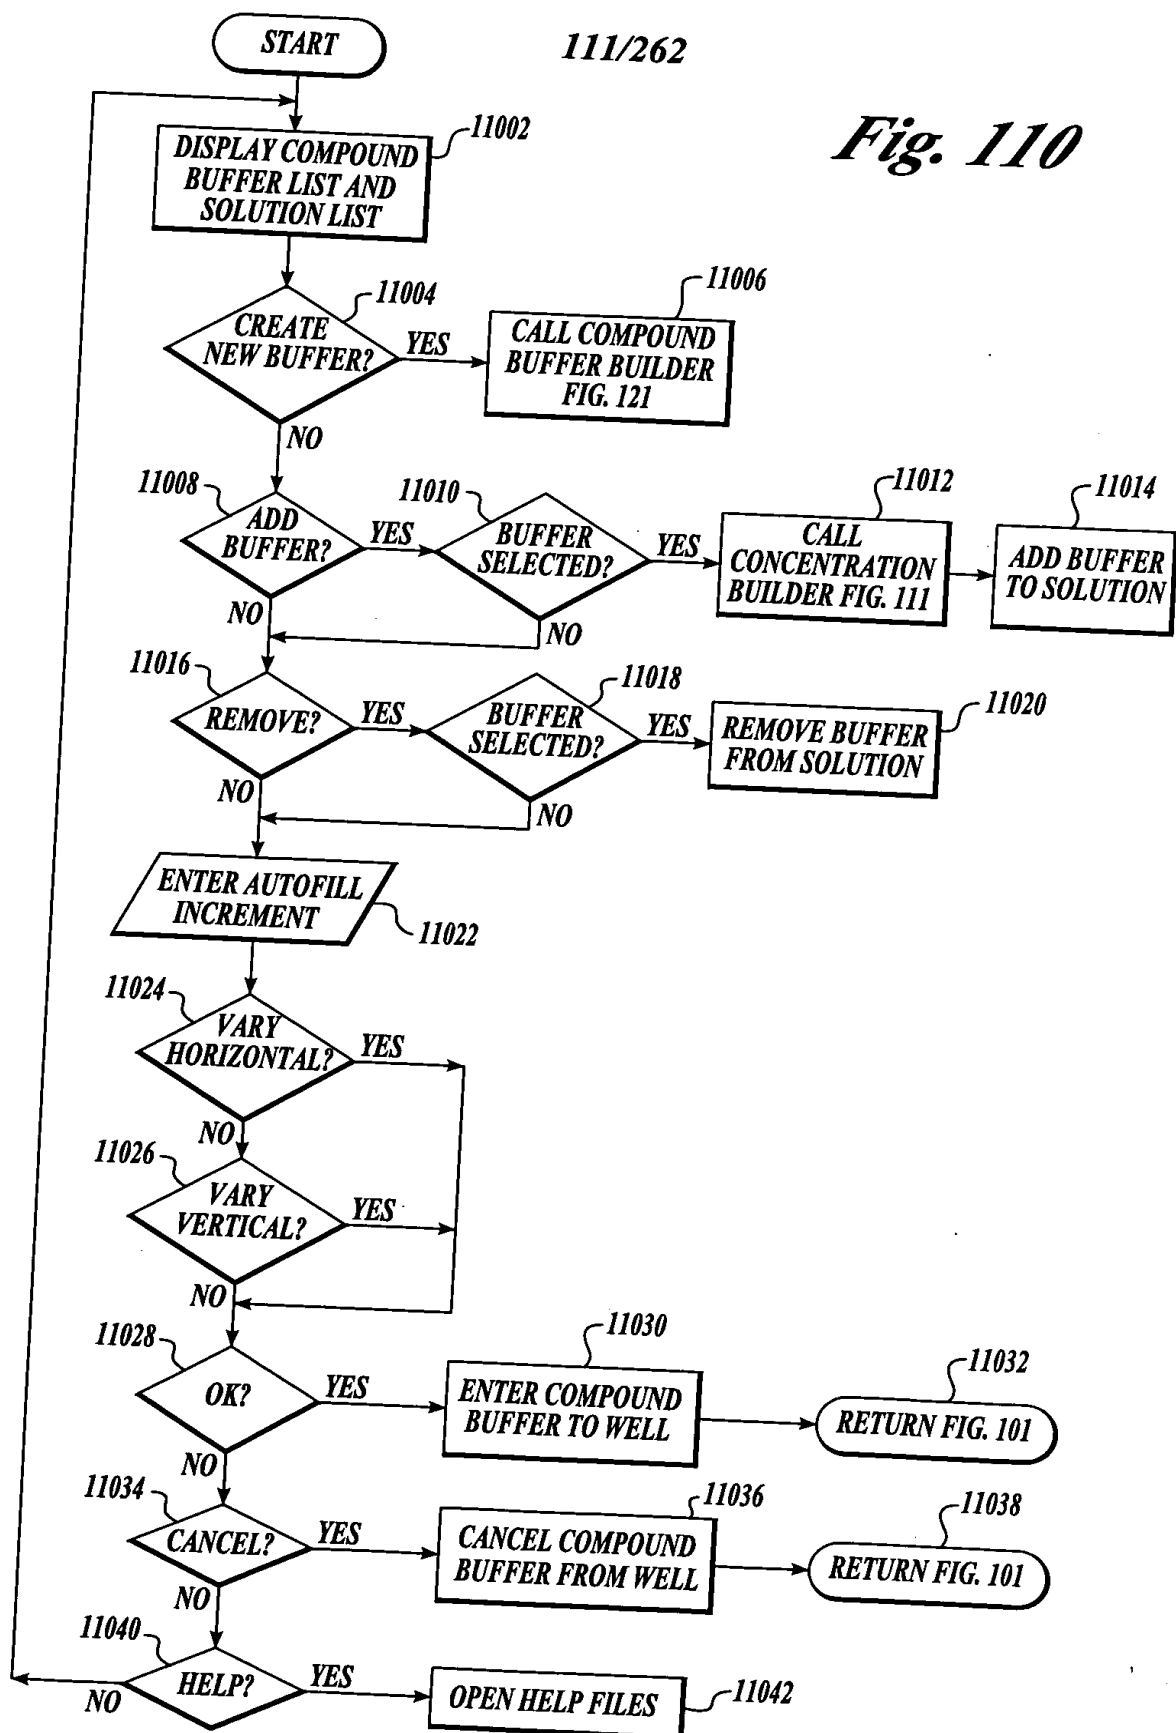 START
111/262
Fig. 110
11002
DISPLAY COMPOUND
BUFFER LIST AND
SOLUTION LIST
11004
CREATE
NEW BUFFER?
YES
NO
11006
CALL COMPOUND
BUFFER BUILDER
FIG. 121
11008
ADD
BUFFER?
YES
NO
11010
BUFFER
SELECTED?
YES
NO
11012
CALL
CONCENTRATION
BUILDER FIG. 111
11014
ADD BUFFER
TO SOLUTION
11016
REMOVE?
YES
NO
11018
BUFFER
SELECTED?
YES
NO
11020
REMOVE BUFFER
FROM SOLUTION
ENTER AUTOFILL
INCREMENT
11022
11024
VARY
HORIZONTAL?
YES
NO
11026
VARY
VERTICAL?
YES
NO
11028
OK?
YES
NO
11030
ENTER COMPOUND
BUFFER TO WELL
11032
RETURN FIG. 101
11034
CANCEL?
YES
NO
11036
CANCEL COMPOUND
BUFFER FROM WELL
11038
RETURN FIG. 101
11040
HELP?
YES
NO
OPEN HELP FILES
11042